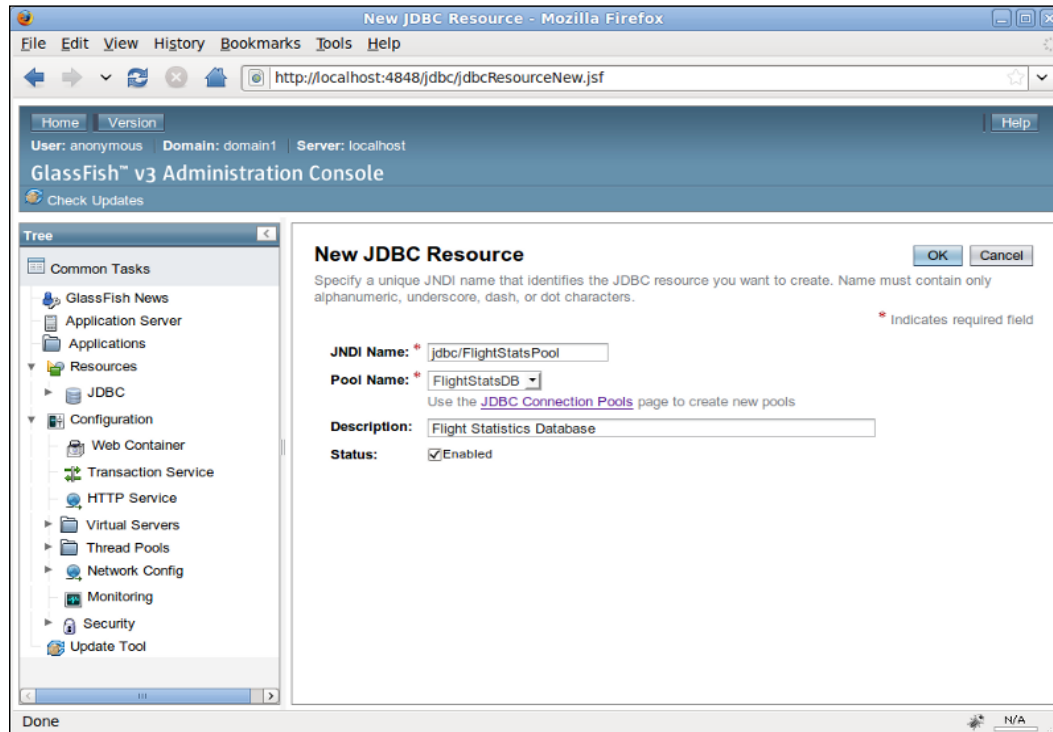 New JDBC Resource - Mozilla Firefox
File Edit View History Bookmarks Tools Help
http://localhost:4848/jdbc/jdbcResourceNew.jsf
Home Version Help
User: anonymous Domain: domain1 Server: localhost
GlassFish™ v3 Administration Console
Check Updates
Tree
Common Tasks
GlassFish News
Application Server
Applications
Resources
JDBC
Configuration
Web Container
Transaction Service
HTTP Service
Virtual Servers
Thread Pools
Network Config
Monitoring
Security
Update Tool
New JDBC Resource
OK Cancel
Specify a unique JNDI name that identifies the JDBC resource you want to create. Name must contain only
alphanumeric, underscore, dash, or dot characters.
* Indicates required field
JNDI Name: * jdbc/FlightStatsPool
Pool Name: * FlightStatsDB
Use the JDBC Connection Pools page to create new pools
Description: Flight Statistics Database
Status: Enabled
Done
N/A